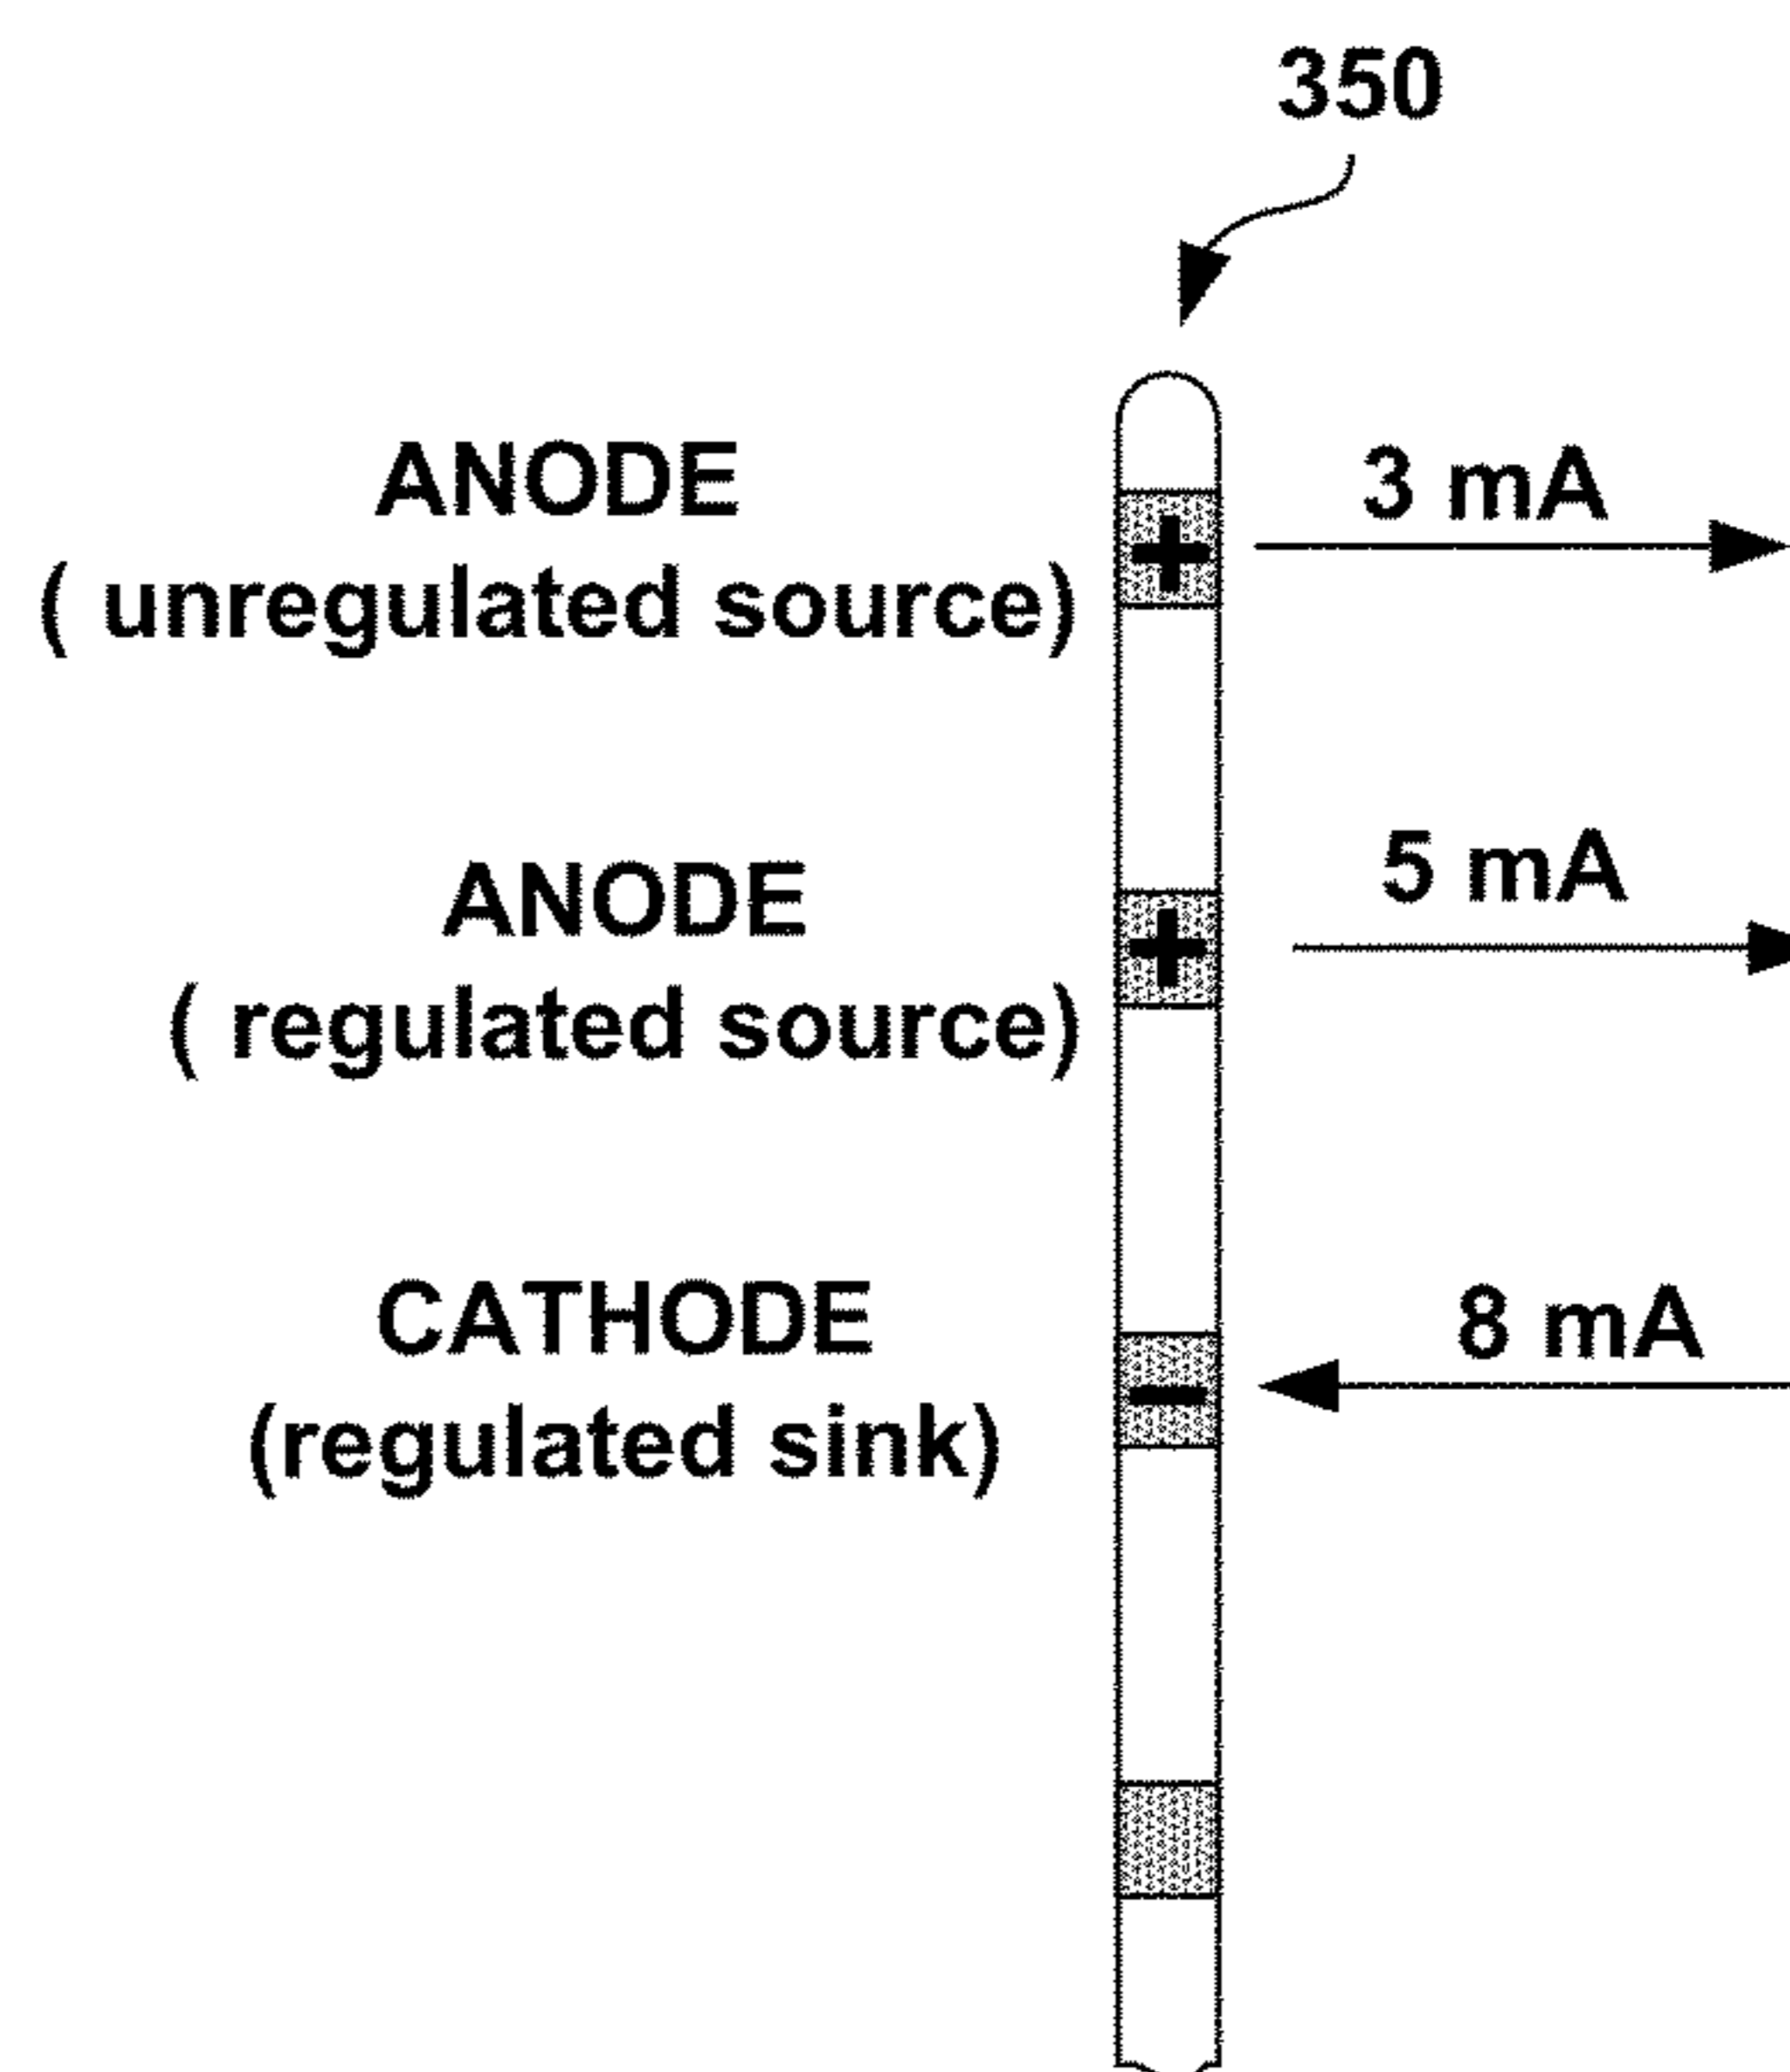 350
ANODE
( unregulated source)
3 mA
+
ANODE
( regulated source)
5 mA
+
CATHODE
(regulated sink)
8 mA
−